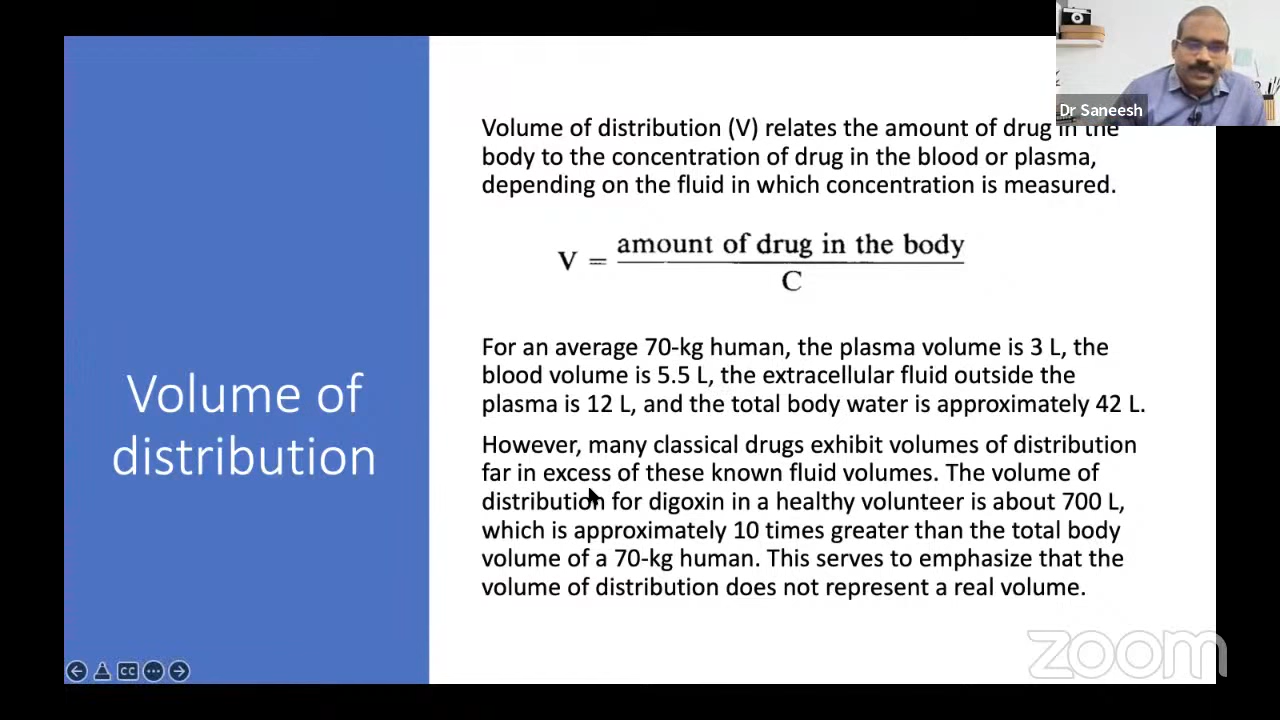 Dr Saneesh
Volume of
distribution
Volume of distribution (V) relates the amount of drug in the
body to the concentration of drug in the blood or plasma,
depending on the fluid in which concentration is measured.
V = amount of drug in the body
C
For an average 70-kg human, the plasma volume is 3 L, the
blood volume is 5.5 L, the extracellular fluid outside the
plasma is 12 L, and the total body water is approximately 42 L.
However, many classical drugs exhibit volumes of distribution
far in excess of these known fluid volumes. The volume of
distribution for digoxin in a healthy volunteer is about 700 L,
which is approximately 10 times greater than the total body
volume of a 70-kg human. This serves to emphasize that the
volume of distribution does not represent a real volume.
CC
zoom